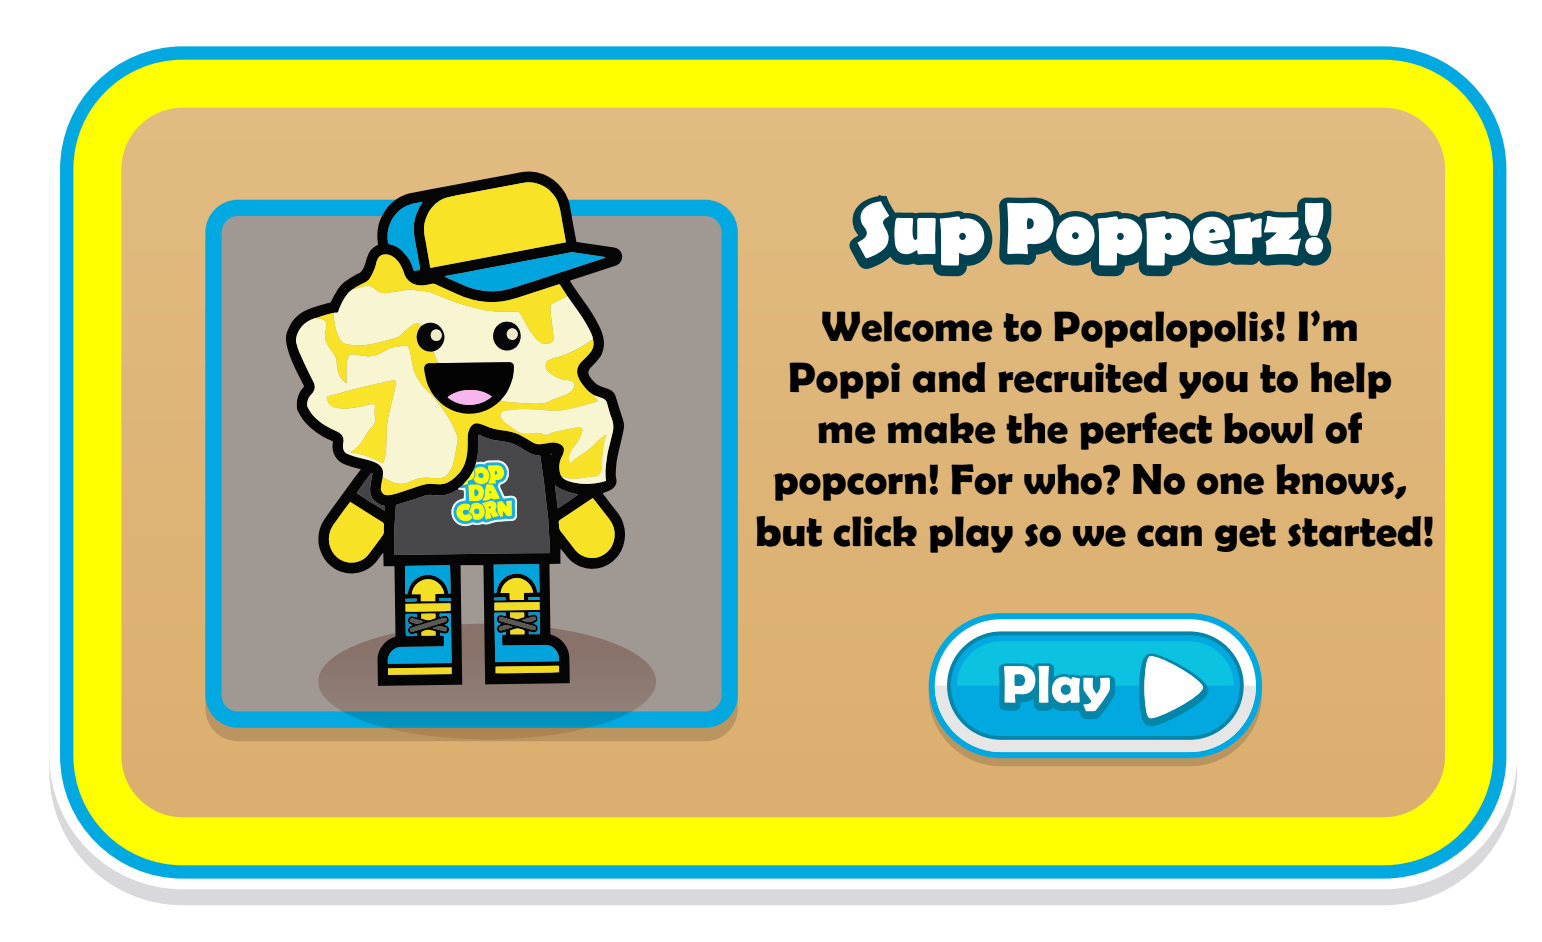 Sup Popperz!
Welcome to Popalopolis! I’m
Poppi and recruited you to help
me make the perfect bowl of
popcorn! For who? No one knows,
but click play so we can get started!
POP
DA
CORN
Play